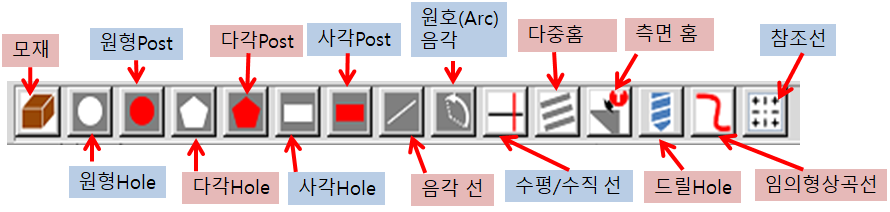 모재
원형Post
다각Post
사각Post
원호(Arc)
음각
다중홈
측면 홈
참조선
원형Hole
다각Hole
사각Hole
음각 선
수평/수직 선
드릴Hole
임의형상곡선